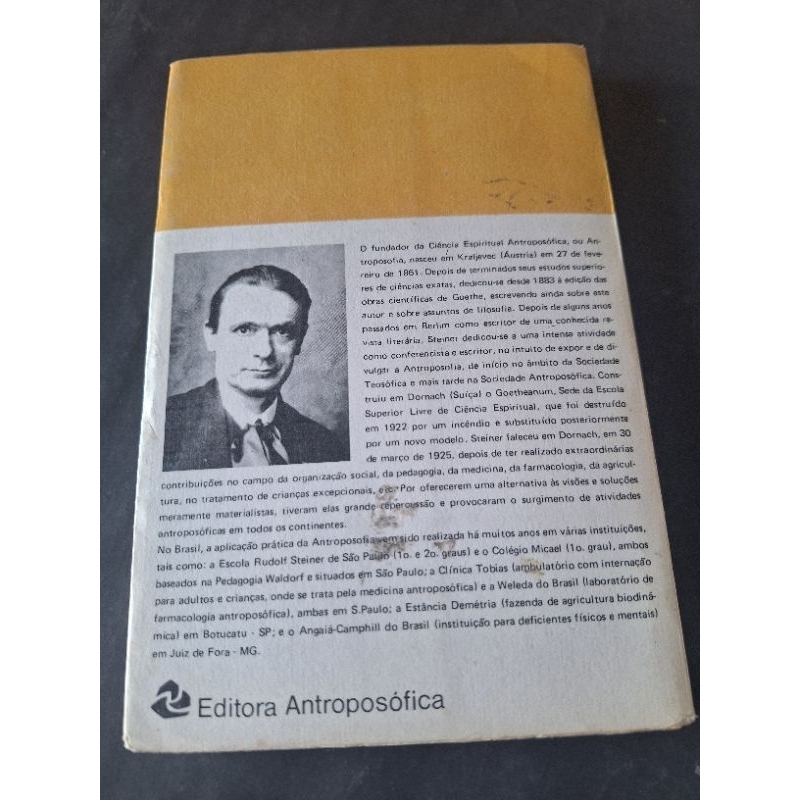 O fundador da Ciência Espiritual Antroposófica, ou An-
troposofia, nasceu em Kraljevec (Áustria) em 27 de feve-
reiro de 1861. Depois de terminados seus estudos superio-
res de ciências exatas, dedicou-se desde 1883 à edição das
obras científicas de Goethe, escrevendo ainda sobre este
autor e sobre assuntos de filosofia. Depois de alguns anos
passados em Berlim como escritor de uma conhecida re-
vista literária, Steiner dedicou-se a uma intensa atividade
como conferencista e escritor, no intuito de expor e de di-
vulgar a Antroposofia, de início no âmbito da Sociedade
Teosófica e mais tarde na Sociedade Antroposófica. Cons-
truiu em Dornach (Suíça) o Goetheanum, Sede da Escola
Superior Livre de Ciência Espiritual, que foi destruído
em 1922 por um incêndio e substituído posteriormente
por um novo modelo. Steiner faleceu em Dornach, em 30
de março de 1925, depois de ter realizado extraordinárias
contribuições no campo da organização social, da pedagogia, da medicina, da farmacologia, da agricul-
tura, no tratamento de crianças excepcionais, etc. Por oferecerem uma alternativa às visões e soluções
meramente materialistas, tiveram elas grande repercussão e provocaram o surgimento de atividades
antroposóficas em todos os continentes.
No Brasil, a aplicação prática da Antroposofia vem sido realizada há muitos anos em várias instituições,
tais como: a Escola Rudolf Steiner de São Paulo (1o. e 2o. graus) e o Colégio Micael (1o. grau), ambos
baseados na Pedagogia Waldorf e situados em São Paulo; a Clínica Tobias (ambulatório com internação
para adultos e crianças, onde se trata pela medicina antroposófica) e a Weleda do Brasil (laboratório de
farmacologia antroposófica), ambas em S.Paulo; a Estância Demétria (fazenda de agricultura biodinâ-
mica) em Botucatu - SP; e o Angaiá-Camphill do Brasil (instituição para deficientes físicos e mentais)
em Juiz de Fora - MG.
Editora Antroposófica